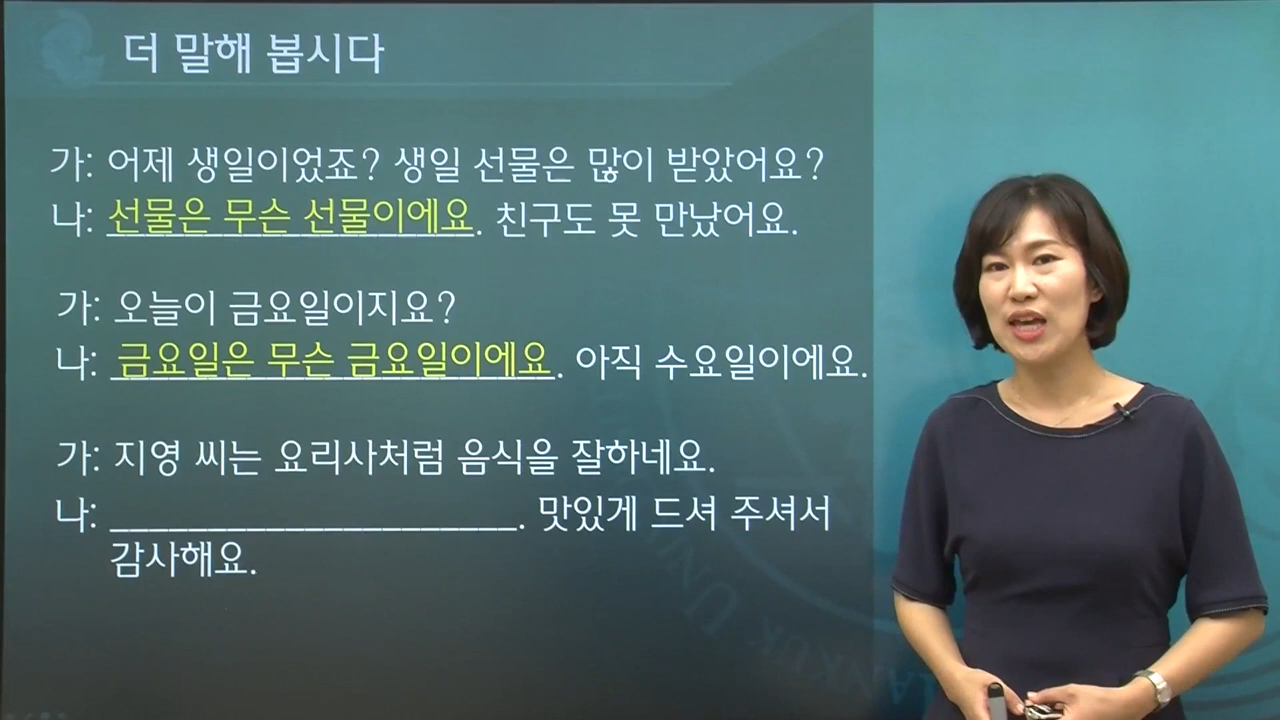 더 말해 봅시다
가: 어제 생일이었죠? 생일 선물은 많이 받았어요?
나: 선물은 무슨 선물이에요. 친구도 못 만났어요.
가: 오늘이 금요일이지요?
나: 금요일은 무슨 금요일이에요. 아직 수요일이에요.
가: 지영 씨는 요리사처럼 음식을 잘하네요.
나: _____________________. 맛있게 드셔 주셔서
감사해요.